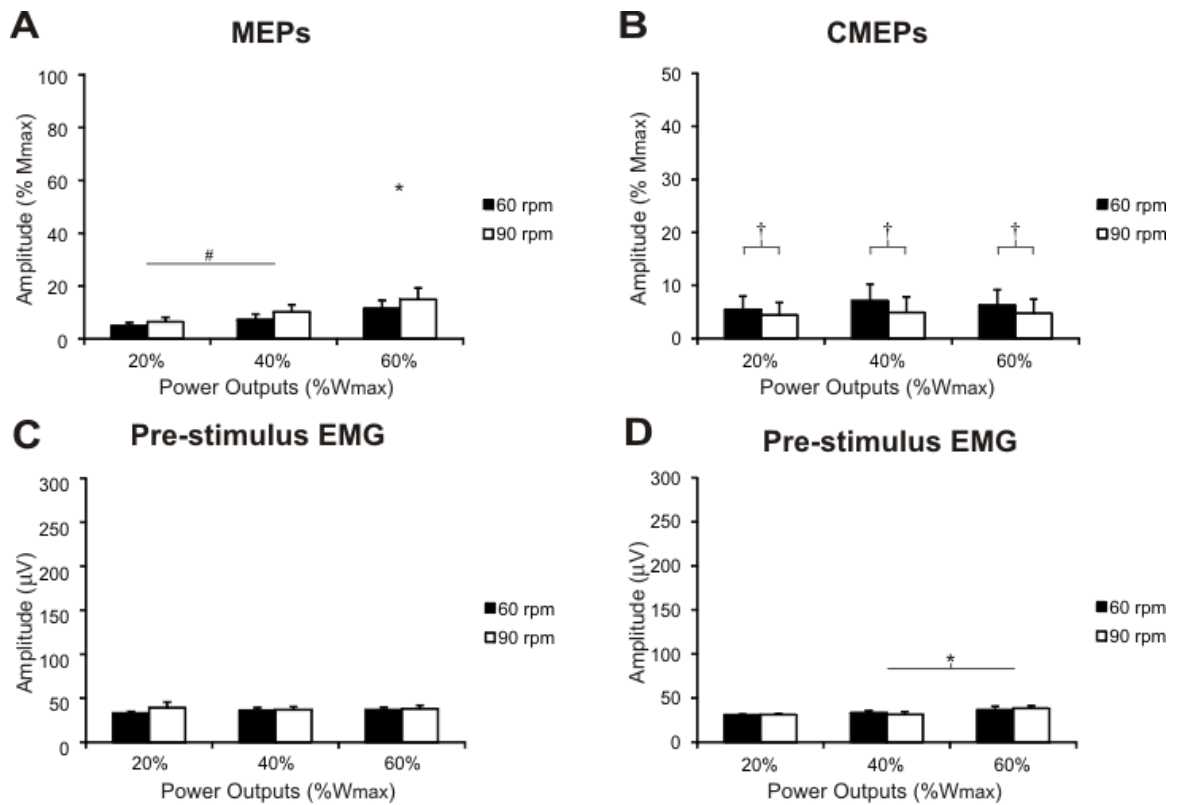 A
MEPs
Amplitude (% Mmax)
100
80
60
40
20
0
*
#
60 rpm
90 rpm
20%
40%
60%
Power Outputs (%Wmax)
B
CMEPs
Amplitude (% Mmax)
50
40
30
20
10
0
† † †
60 rpm
90 rpm
20%
40%
60%
Power Outputs (%Wmax)
C
Pre-stimulus EMG
Amplitude (µV)
300
250
200
150
100
50
0
60 rpm
90 rpm
20%
40%
60%
Power Outputs (%Wmax)
D
Pre-stimulus EMG
Amplitude (µV)
300
250
200
150
100
50
0
*
60 rpm
90 rpm
20%
40%
60%
Power Outputs (%Wmax)